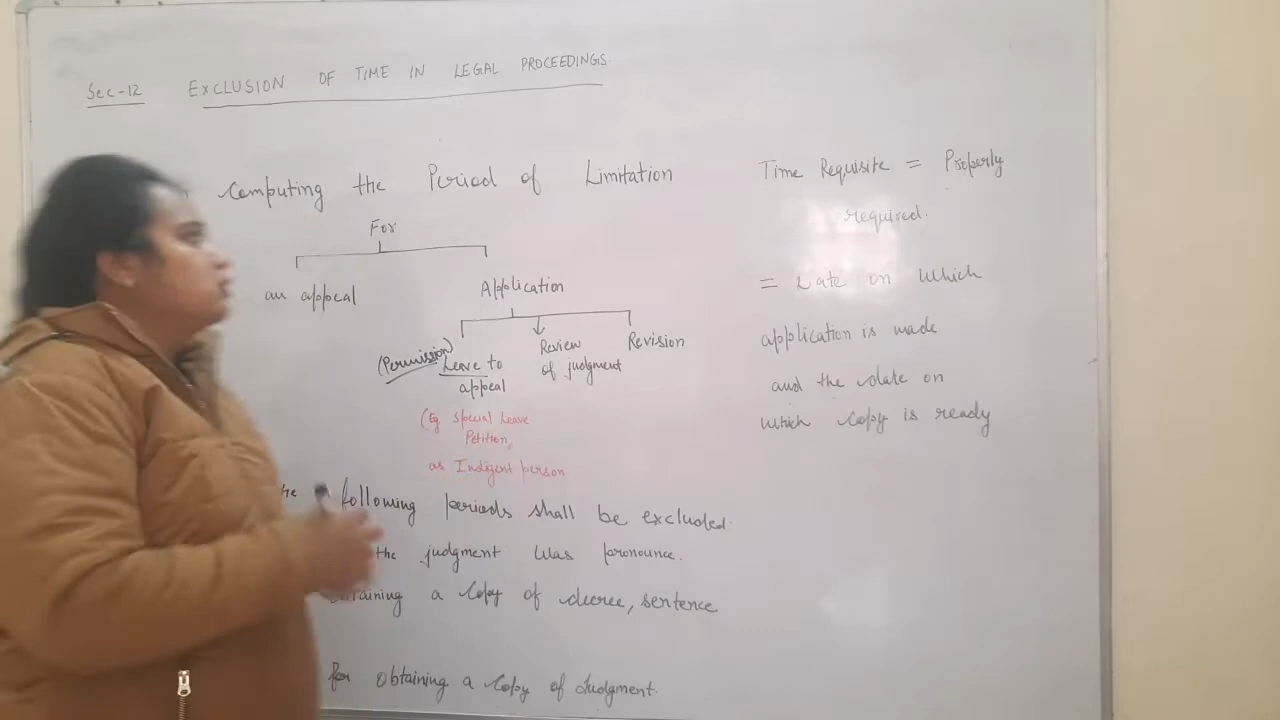 Sec-12 EXCLUSION OF TIME IN LEGAL PROCEEDINGS
Computing the Period of Limitation
For
an appeal
Application
(Permission)
Leave to
appeal
Review
of judgment
Revision
(Eg Special Leave
Petition,
as Indigent person
following periods shall be excluded.
the judgment was pronounce.
a copy of decree, sentence
for obtaining a copy of Judgment.
Time Requisite = Properly
required.
= Date on which
application is made
and the date on
which copy is ready